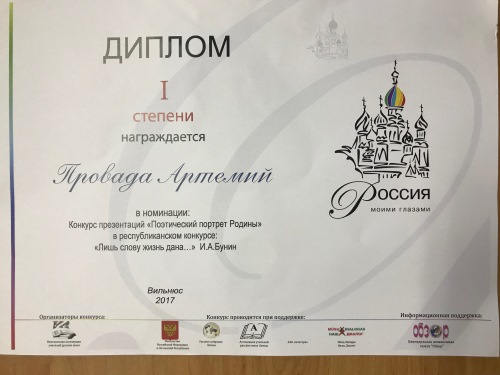 ДИПЛОМ
I
степени
награждается
Провада Артемий
в номинации:
Конкурс презентаций «Поэтический портрет Родины»
в республиканском конкурсе:
«Лишь слову жизнь дана...» И.А.Бунин
Россия
моими глазами
Вильнюс
2017
Организаторы конкурса:
Конкурс проводится при поддержке:
Информационная поддержка:
обзор